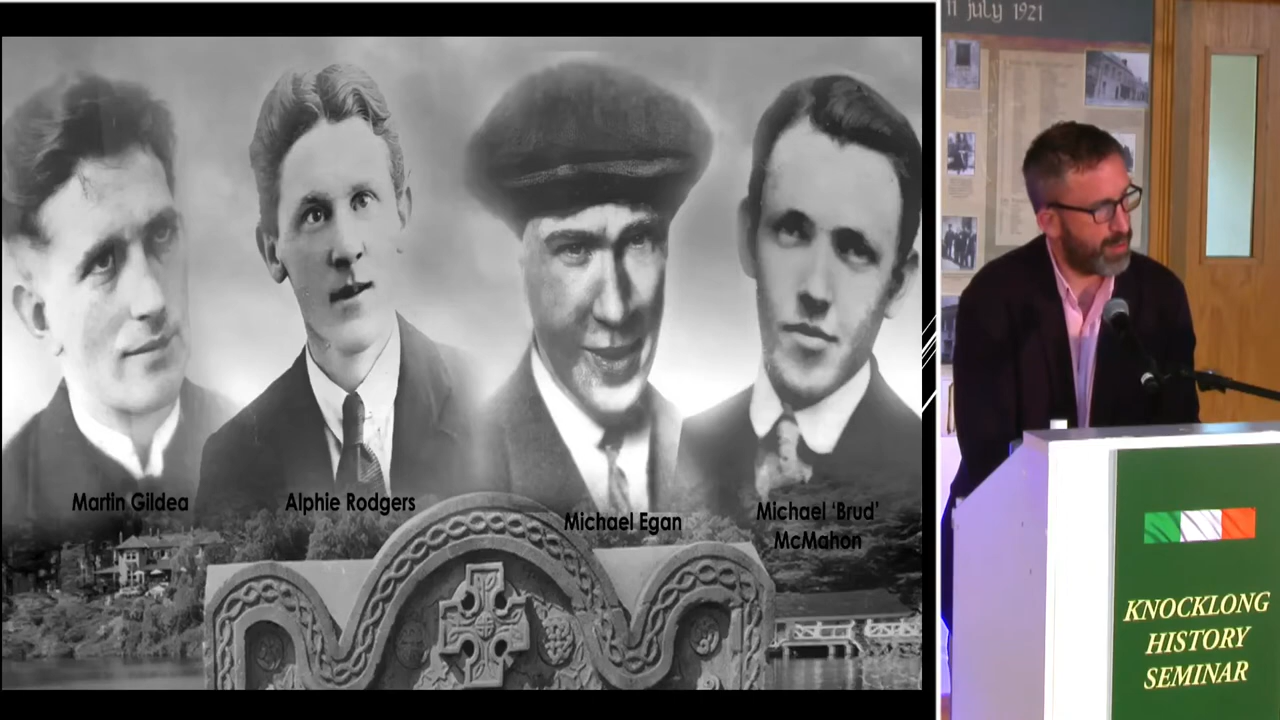 11 july 1921
Martin Gildea
Alphie Rodgers
Michael Egan
Michael ‘Brud’
McMahon
KNOCKLONG
HISTORY
SEMINAR